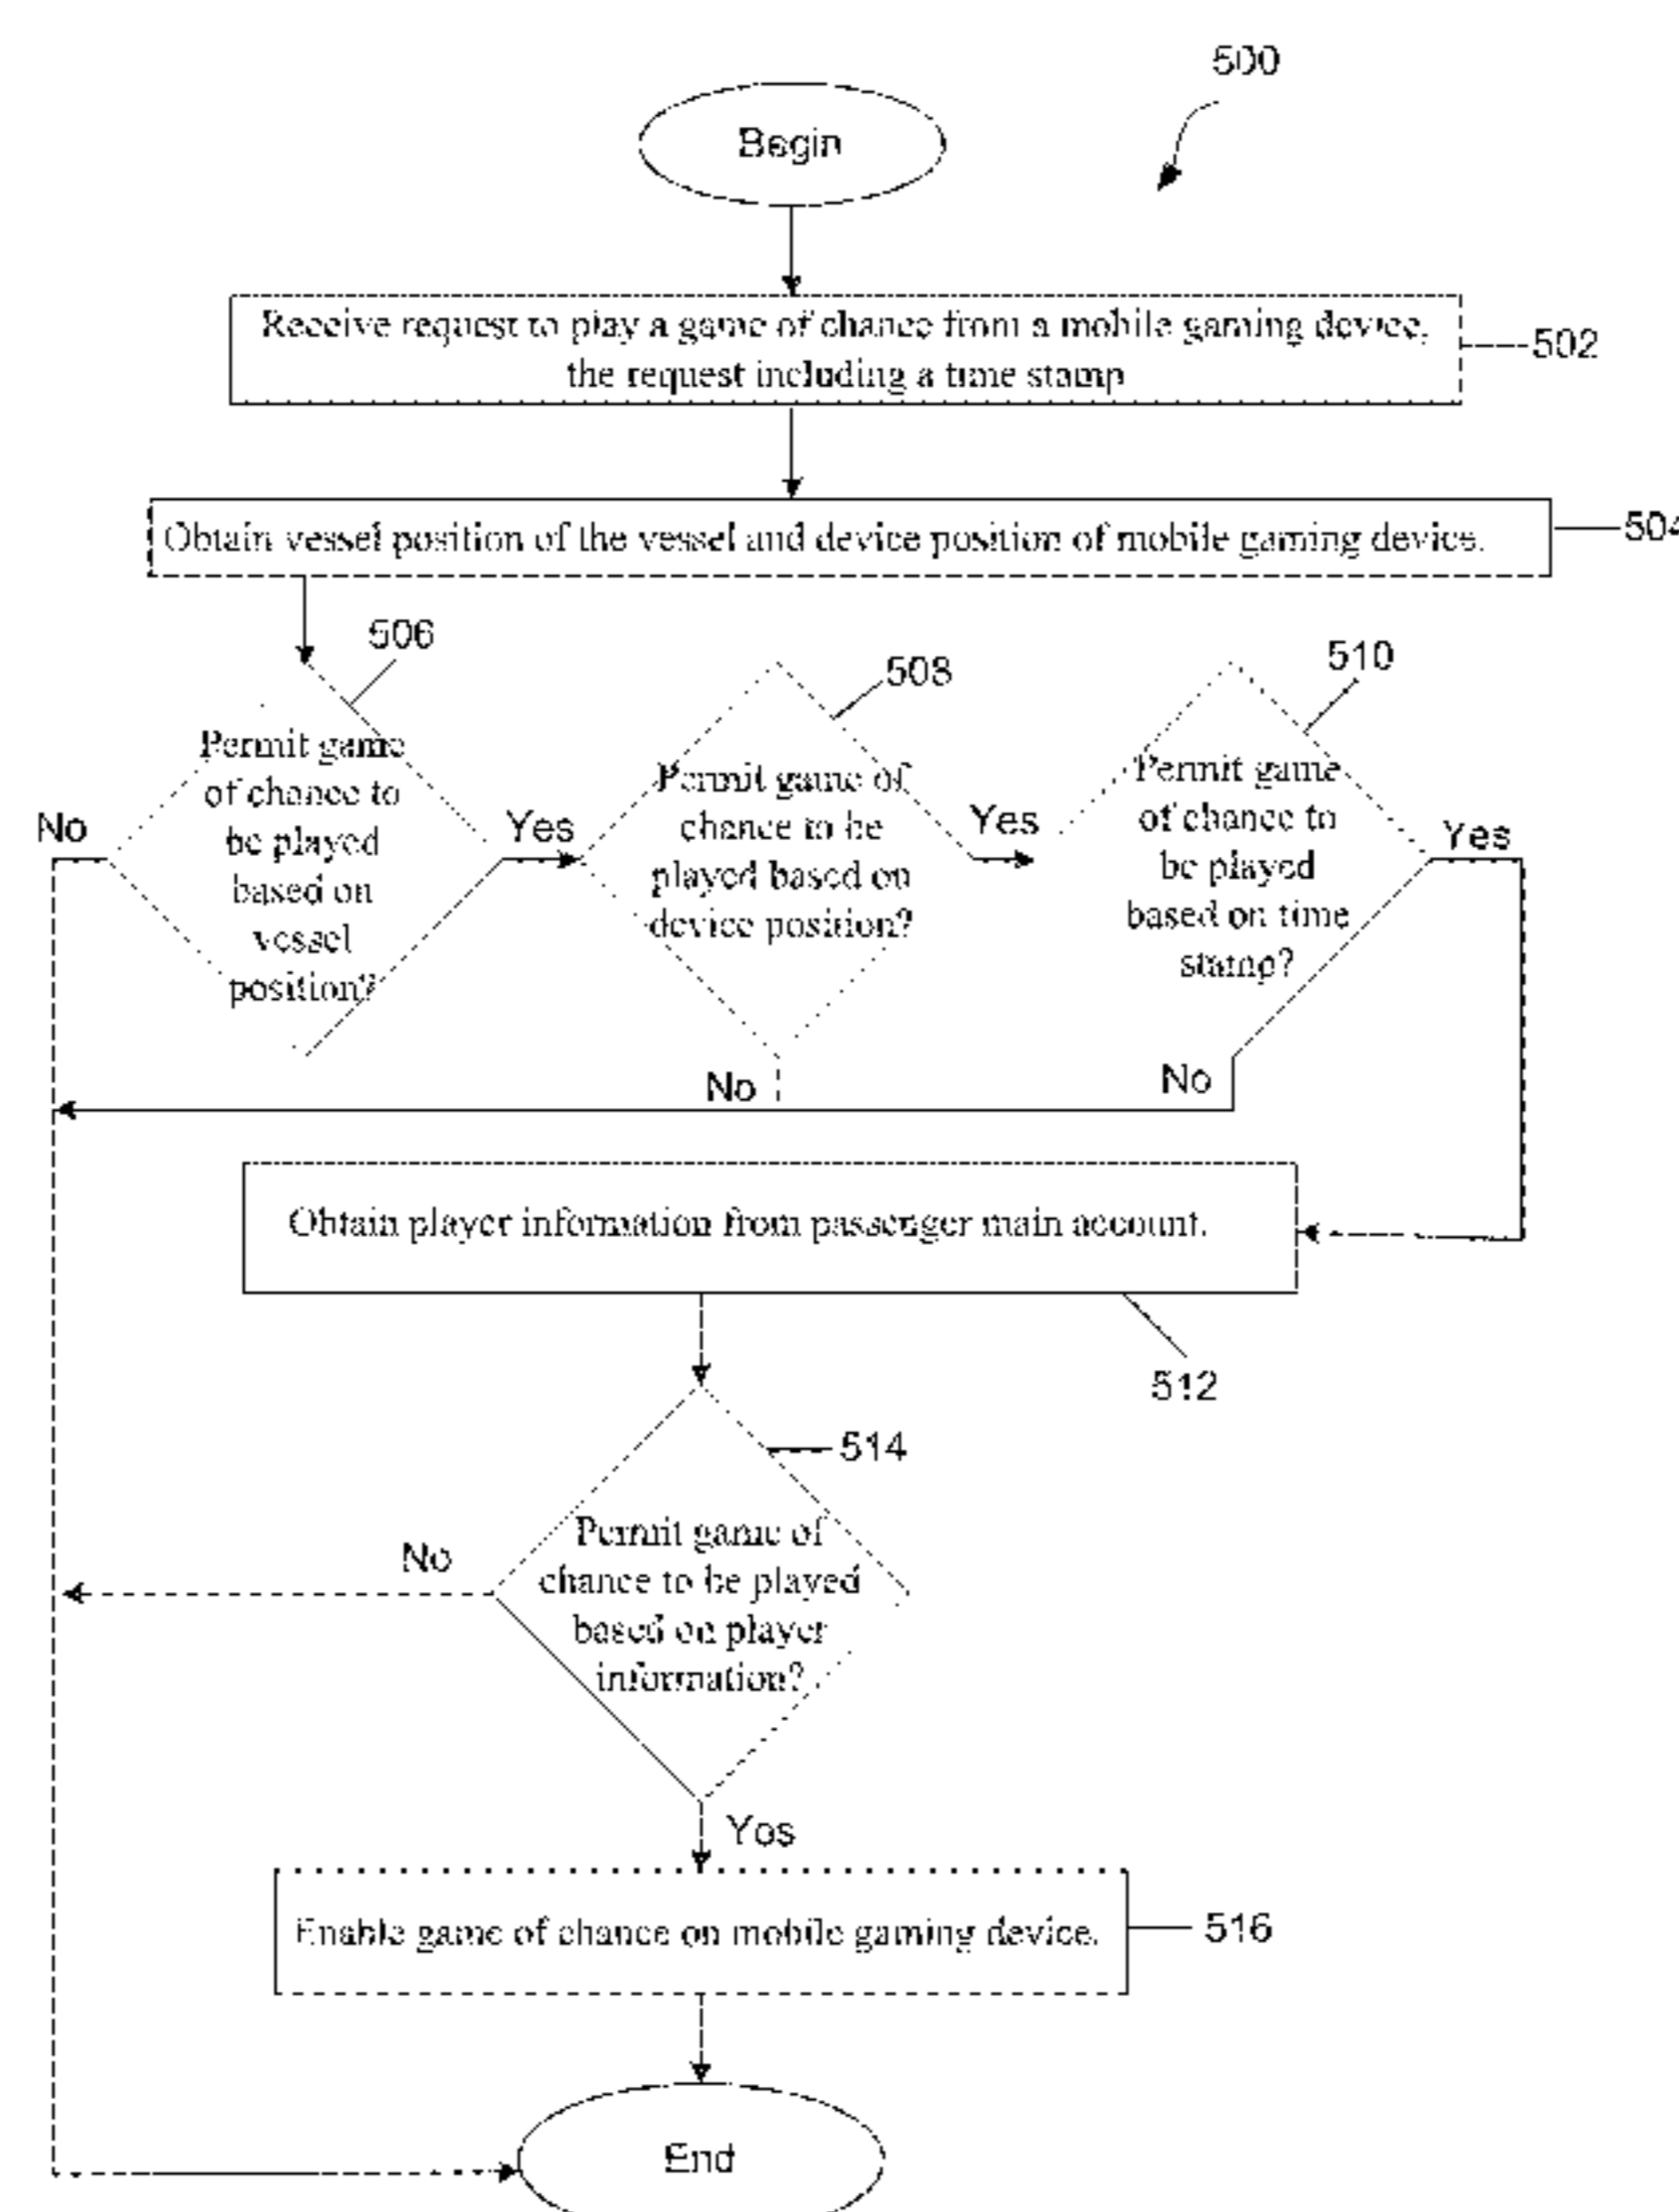 500
Begin
Receive request to play a game of chance from a mobile gaming device,
the request including a time stamp
502
Obtain vessel position of the vessel and device position of mobile gaming device.
504
506
Permit game
of chance to
be played
based on
vessel
position?
No
Yes
508
Permit game of
chance to be
played based on
device position?
Yes
No
510
Permit game
of chance to
be played
based on time
stamp?
Yes
No
Obtain player information from passenger main account.
512
514
Permit game of
chance to be played
based on player
information?
No
Yes
Enable game of chance on mobile gaming device.
516
End